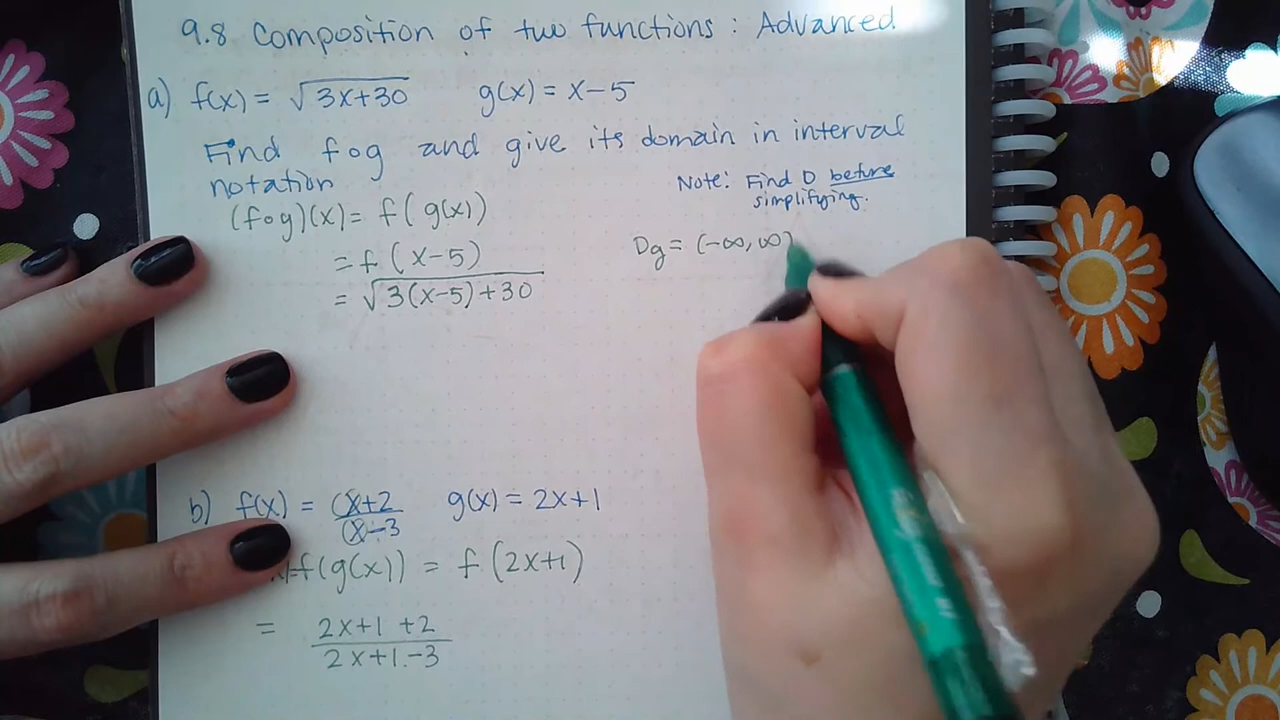 9.8 Composition of two functions: Advanced
a) f(x) = √3x+30 g(x) = x-5
Find fog and give its domain in interval
notation
Note: Find D before
simplifying.
(fog)(x) = f(g(x))
= f(x-5)
= √3(x-5)+30
Dg = (-∞, ∞)
b) f(x) = (x+2 g(x) = 2x+1
(x-3
f(g(x)) = f(2x+1)
= 2x+1 +2
2x+1-3